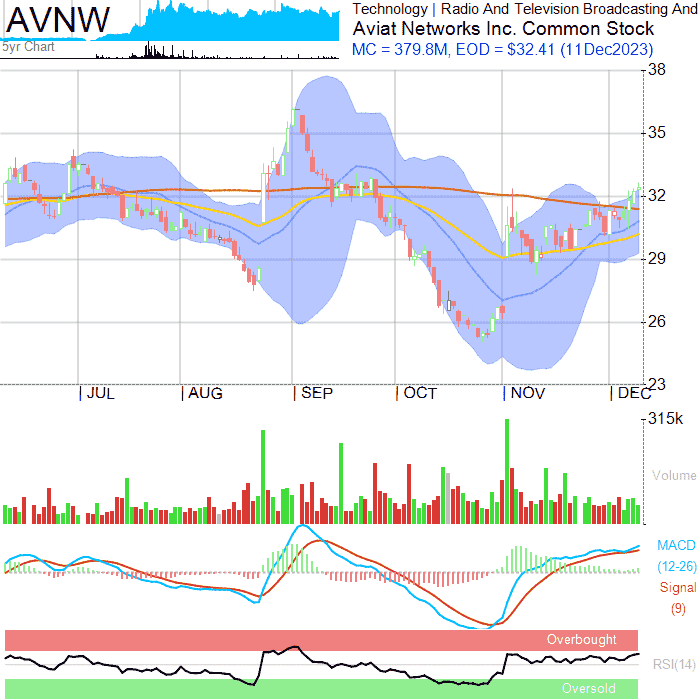 AVNW
5yr Chart
Technology | Radio And Television Broadcasting And
Aviat Networks Inc. Common Stock
MC = 379.8M, EOD = $32.41 (11Dec2023)
38
35
32
29
26
23
JUL AUG SEP OCT NOV DEC
315k
Volume
MACD
(12-26)
Signal
(9)
Overbought
RSI(14)
Oversold